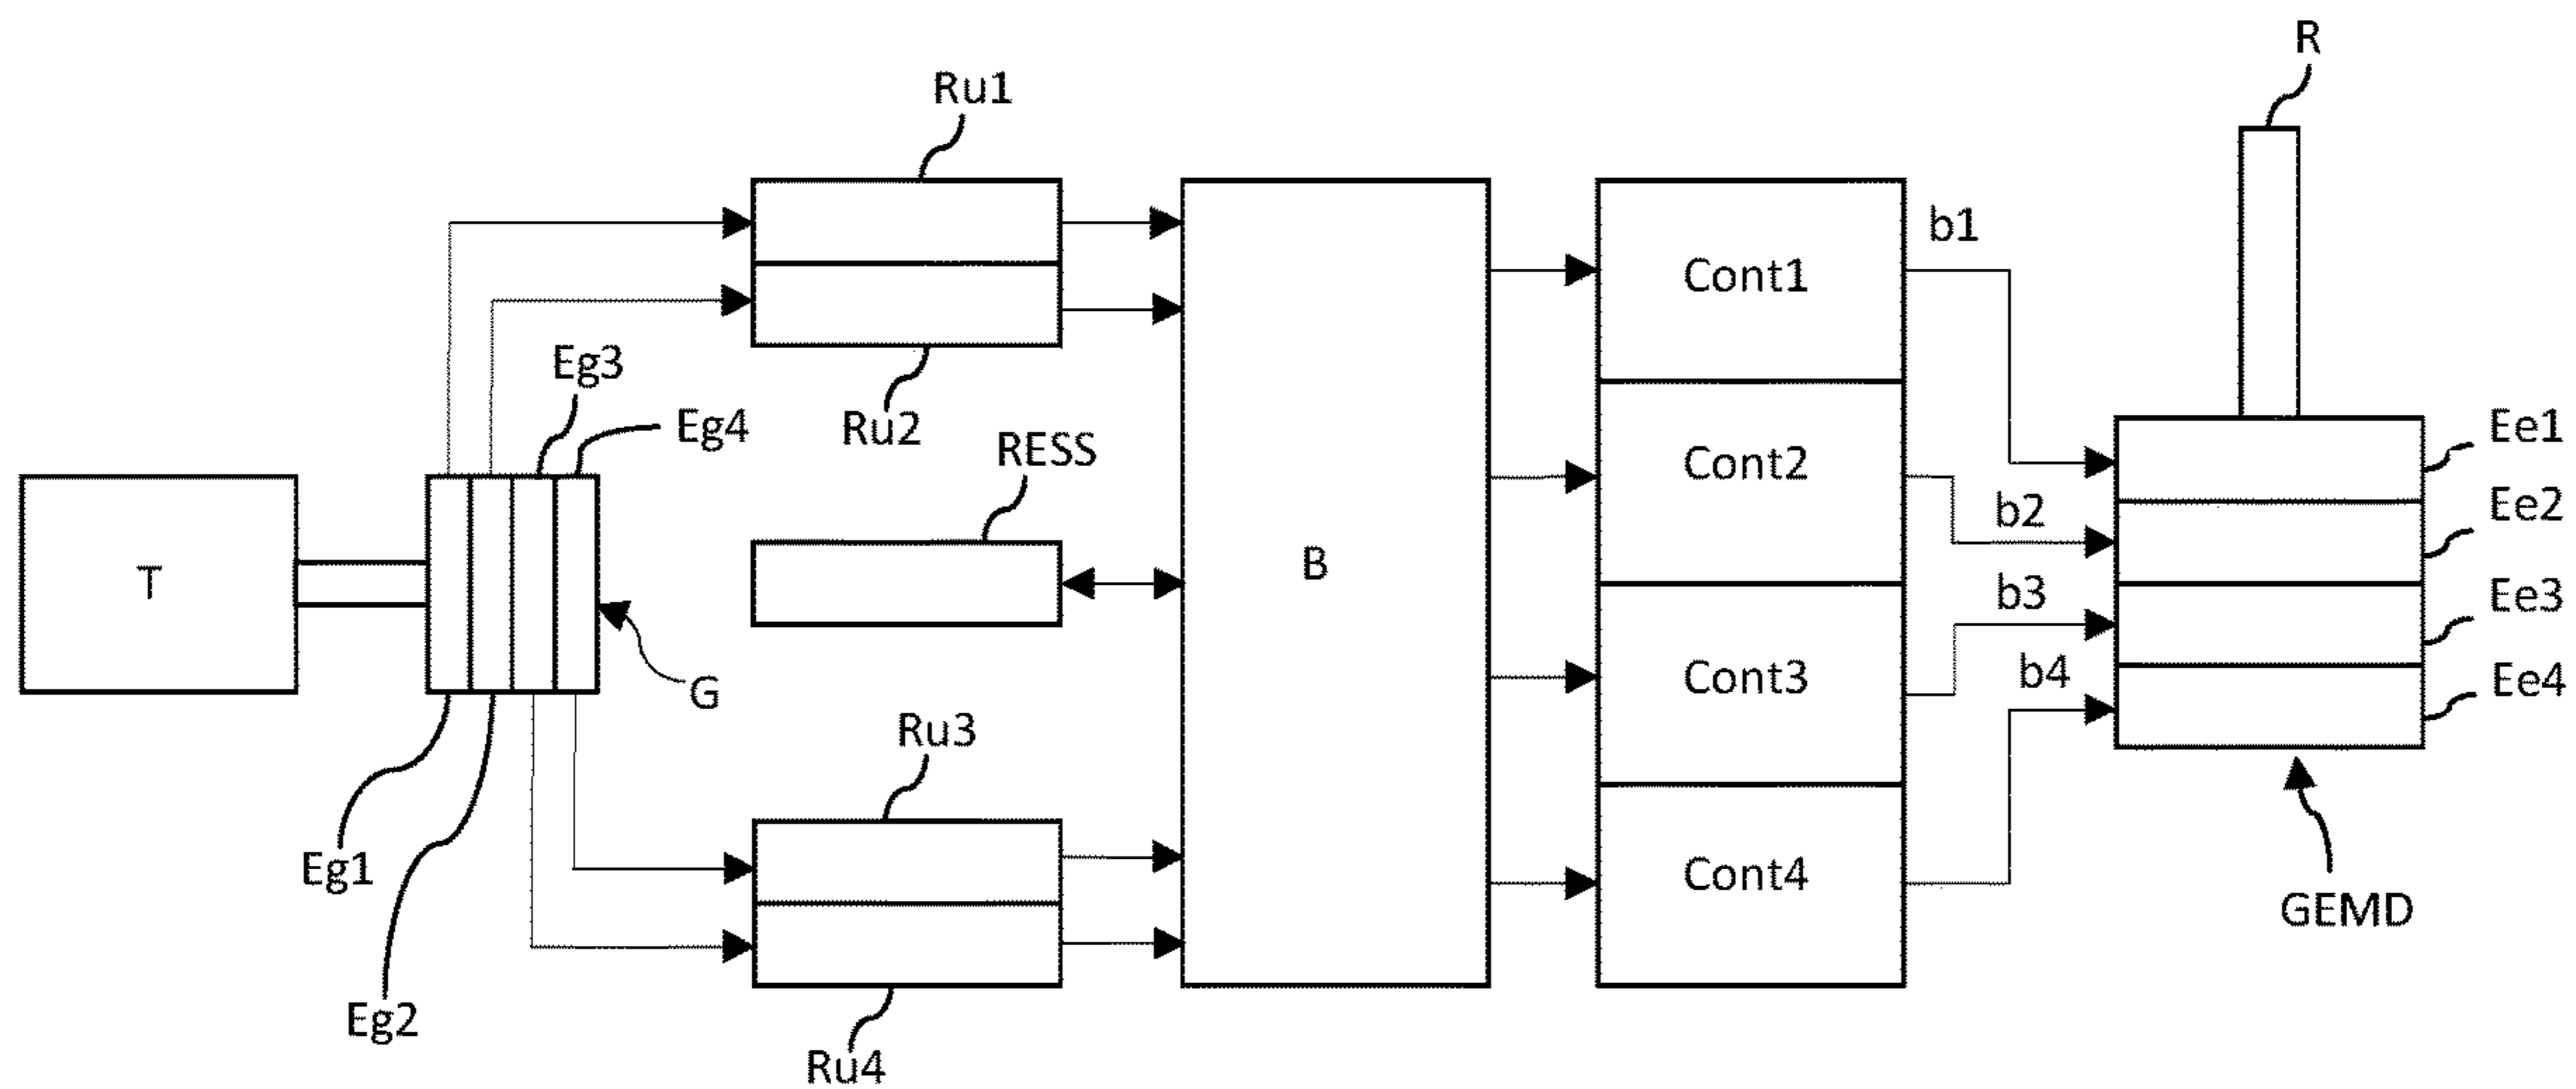 R
Ru1
b1
Cont1
Eg3
Eg4
Ru2
RESS
Cont2
Ee1
Ee2
b2
T
B
b3
Ee3
G
Cont3
b4
Ee4
Ru3
Eg1
Cont4
GEMD
Eg2
Ru4